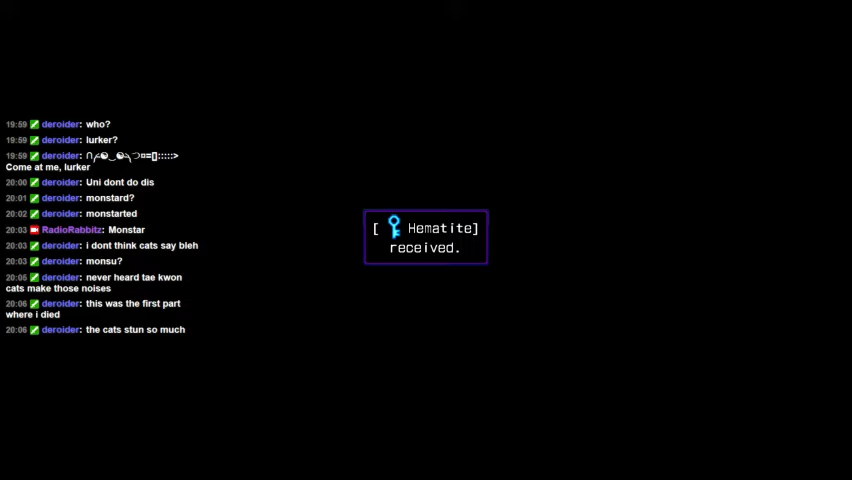 19:59 deroider: who?
19:59 deroider: lurker?
19:59 deroider:
Come at me, lurker
20:00 deroider: Uni dont do dis
20:01 deroider: monstard?
20:02 deroider: monstarted
20:03 RadioRabbitz: Monstar
20:03 deroider: i dont think cats say bleh
20:03 deroider: monsu?
20:05 deroider: never heard tae kwon
cats make those noises
20:06 deroider: this was the first part
where i died
20:06 deroider: the cats stun so much
[ Hematite]
received.